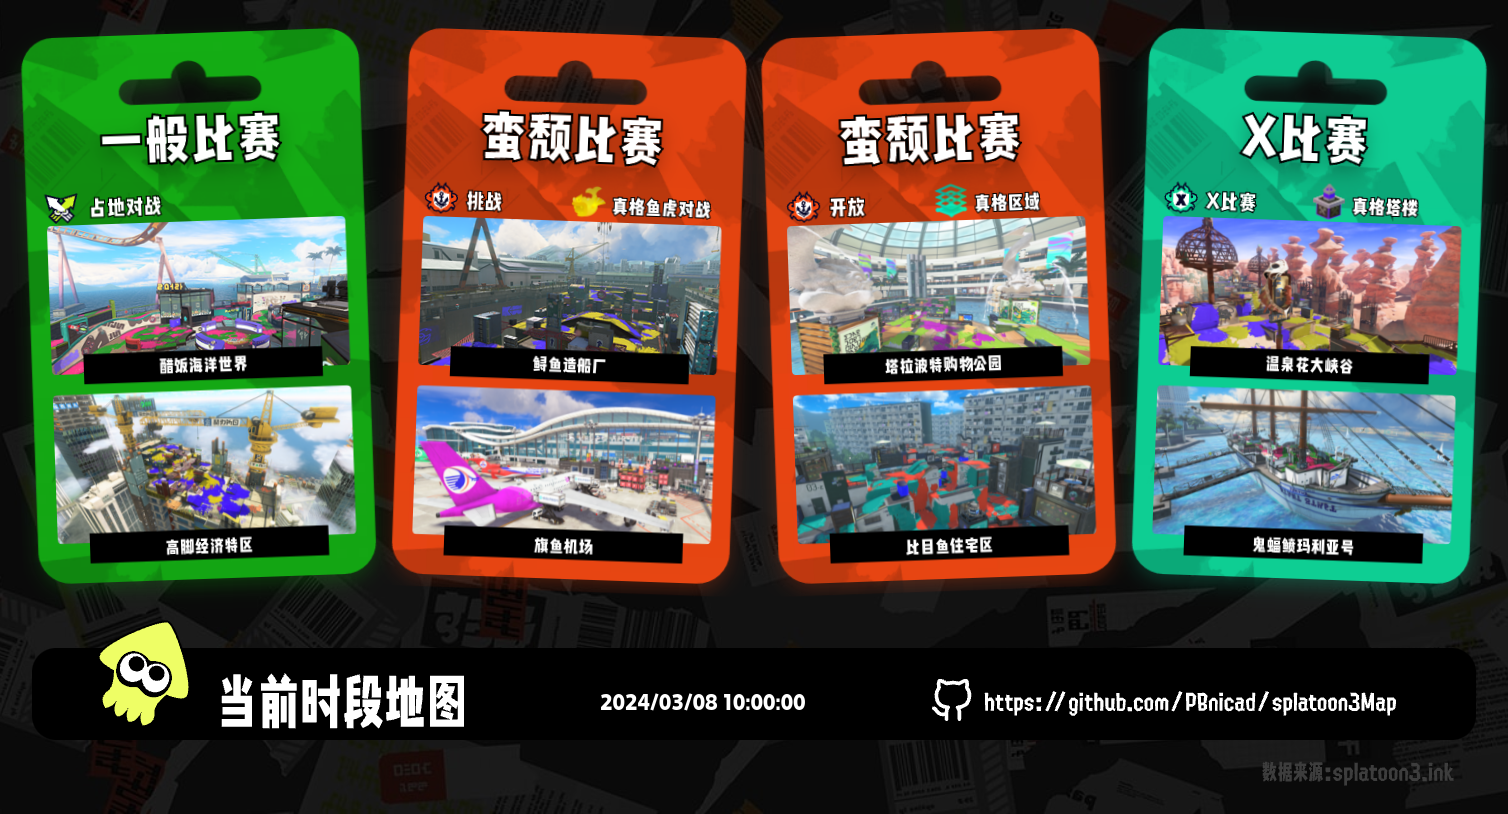 一般比赛
占地对战
醋饭海洋世界
高脚经济特区
蛮颓比赛
挑战
真格鱼虎对战
鲟鱼造船厂
旗鱼机场
蛮颓比赛
开放
真格区域
塔拉波特购物公园
比目鱼住宅区
X比赛
X比赛
真格塔楼
温泉花大峡谷
鬼蝠鲼玛利亚号
当前时段地图
2024/03/08 10:00:00
https://github.com/PBnicad/splatoon3Map
数据来源:splatoon3.ink